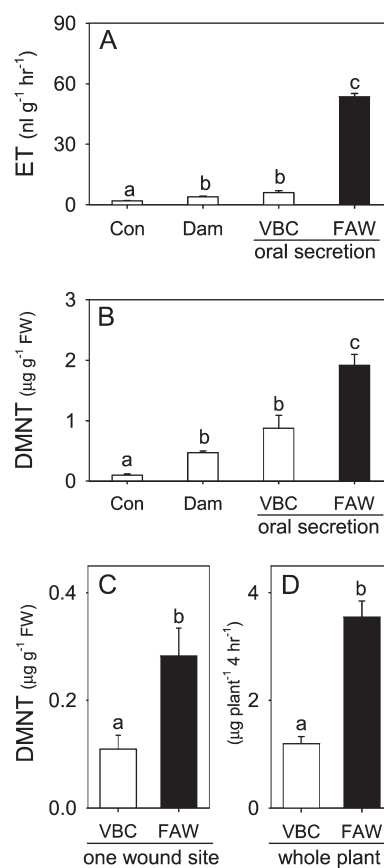 90
A
60
30
0
ET (nl g-1 hr-1)
a
b
b
c
Con Dam VBC FAW
oral secretion
3
B
2
1
0
DMNT (µg g-1 FW)
a
b
b
c
Con Dam VBC FAW
oral secretion
0.4
C
0.2
0.0
DMNT (µg g-1 FW)
a
b
VBC FAW
one wound site
4
D
2
0
(µg plant-1 4 hr-1)
a
b
VBC FAW
whole plant